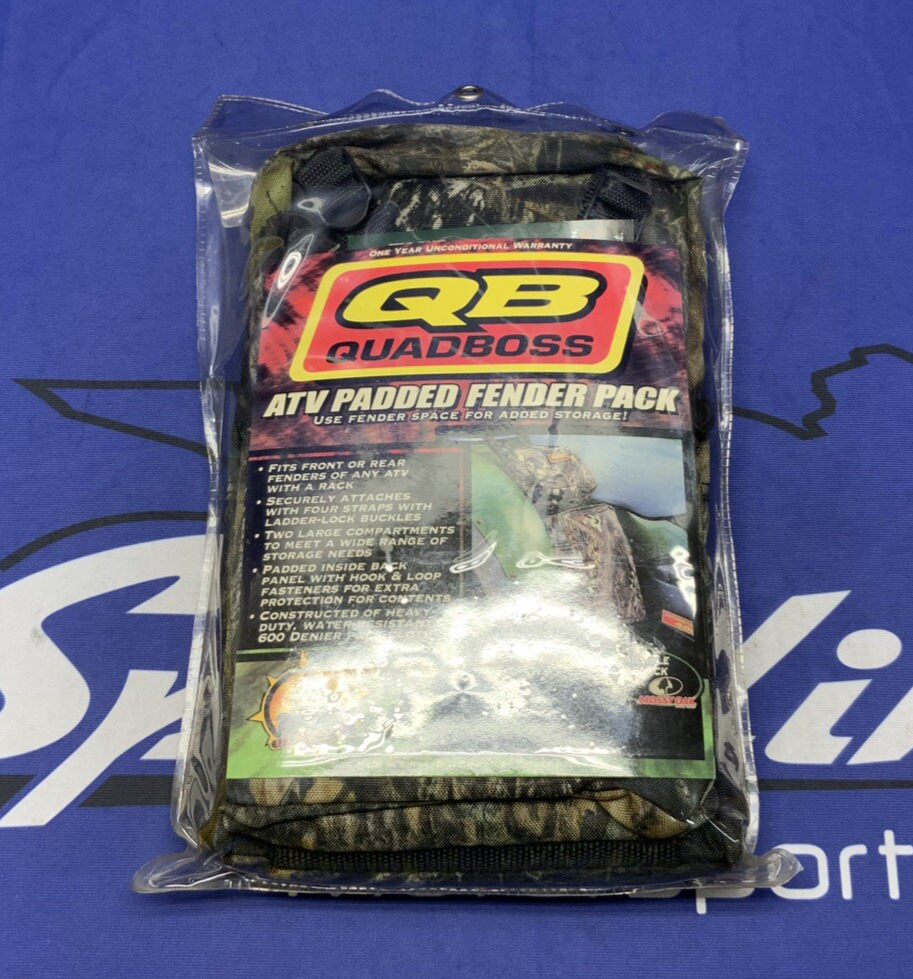 ONE YEAR UNCONDITIONAL WARRANTY
QB
QUADBOSS
ATV PADDED FENDER PACK
USE FENDER SPACE FOR ADDED STORAGE!
• FITS FRONT OR REAR
FENDERS OF ANY ATV
WITH A RACK
• SECURELY ATTACHES
WITH FOUR STRAPS WITH
LADDER-LOCK BUCKLES
• TWO LARGE COMPARTMENTS
TO MEET A WIDE RANGE OF
STORAGE NEEDS
• PADDED INSIDE BACK
PANEL WITH HOOK & LOOP
FASTENERS FOR EXTRA
PROTECTION FOR CONTENTS
• CONSTRUCTED OF HEAVY-
DUTY, WATER-RESISTANT
600 DENIER
MOSSY OAK
Sp
port